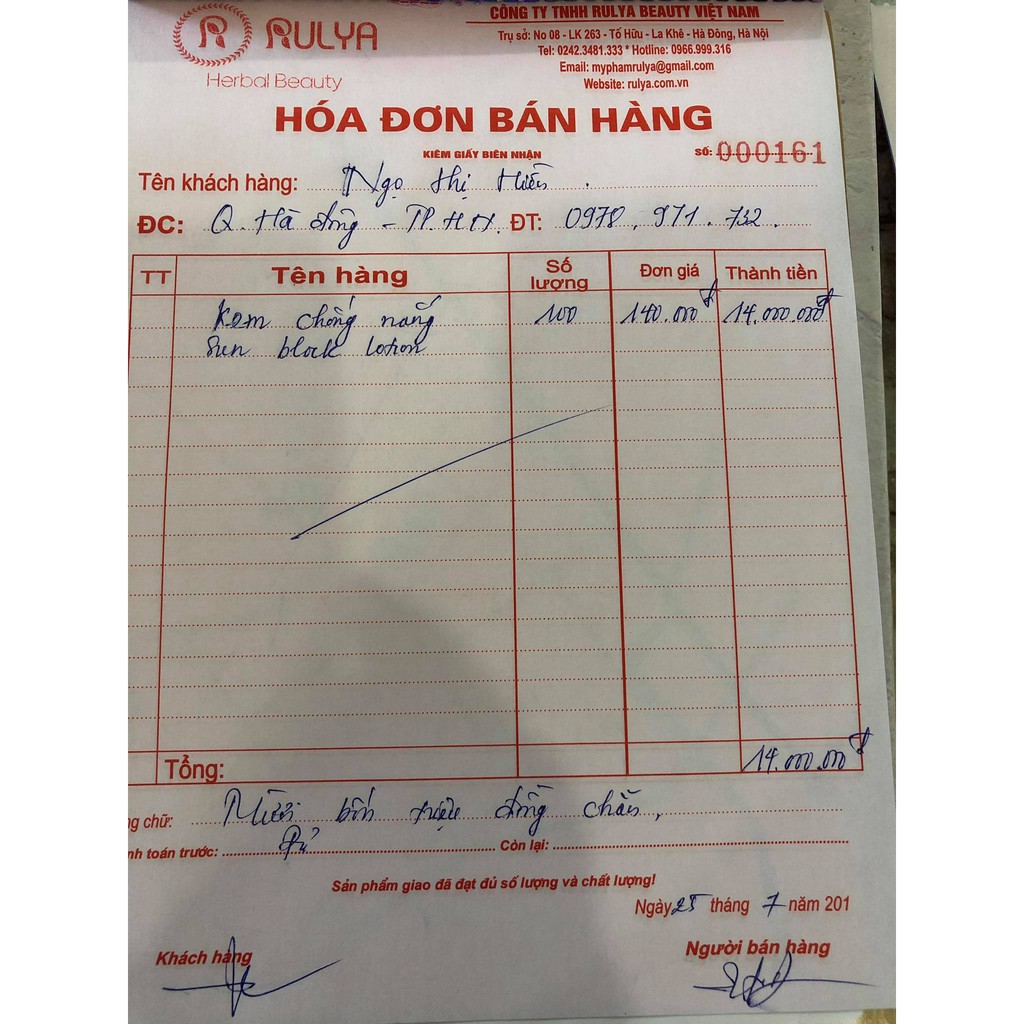 RULYA
Herbal Beauty
CÔNG TY TNHH RULYA BEAUTY VIỆT NAM
Trụ sở: No 08 - LK 263 - Tố Hữu - La Khê - Hà Đông, Hà Nội
Tel: 0242.3481.333 * Hotline: 0966.999.316
Email: myphamrulya@gmail.com
Website: rulya.com.vn
HÓA ĐƠN BÁN HÀNG
KIÊM GIẤY BIÊN NHẬN
SỐ: 000161
Tên khách hàng: Ngọ Thị Hiền.
ĐC: Q. Hà Đông - TP. HN. ĐT: 0978.971.732.
TT Tên hàng Số lượng Đơn giá Thành tiền
Kem chống nắng 100 140.000đ 14.000.000đ
Sun block lotion
Tổng: 14.000.000đ
ng chữ: Mười bốn triệu đồng chẵn,
nh toán trước: Đủ Còn lại:
Sản phẩm giao đã đạt đủ số lượng và chất lượng!
Ngày 25 tháng 7 năm 201
Khách hàng Người bán hàng